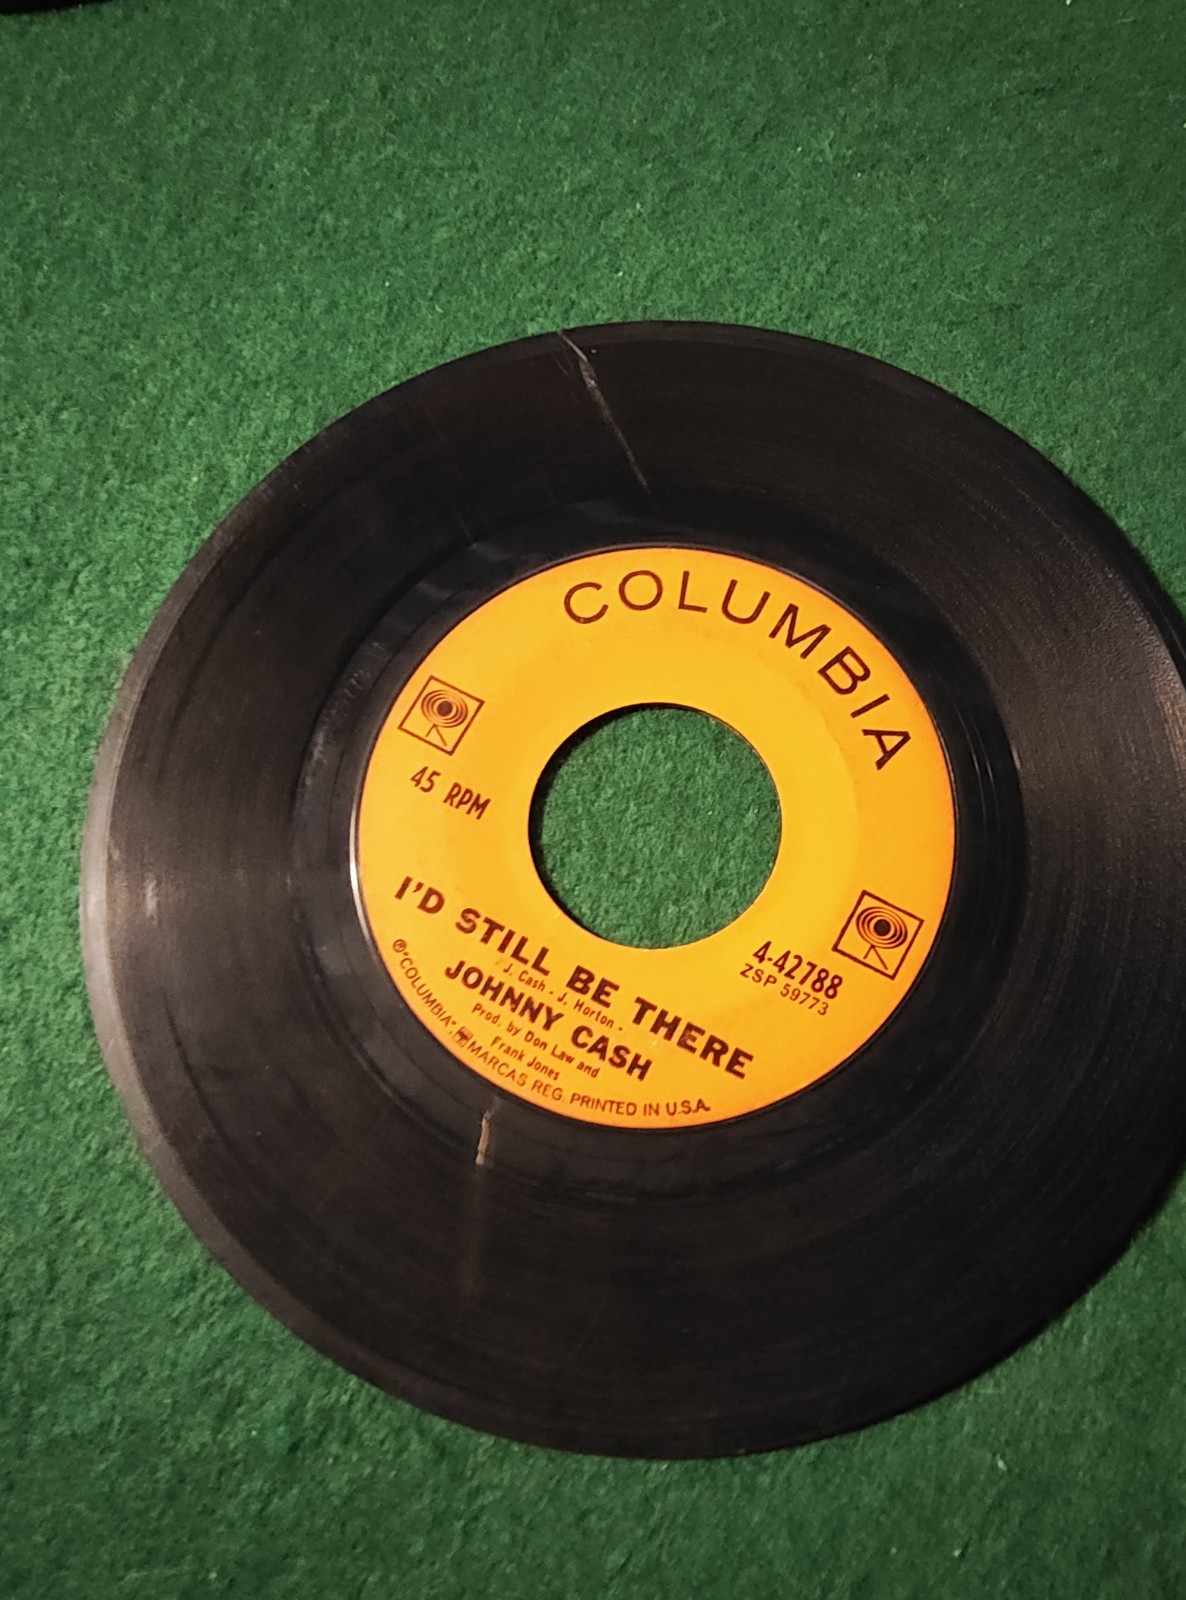 COLUMBIA
45 RPM
4-42788
ZSP 59773
I'D STILL BE THERE
J. Cash - J. Horton -
JOHNNY CASH
Prod. by Don Law and
Frank Jones
® "COLUMBIA", MARCAS REG. PRINTED IN U.S.A.